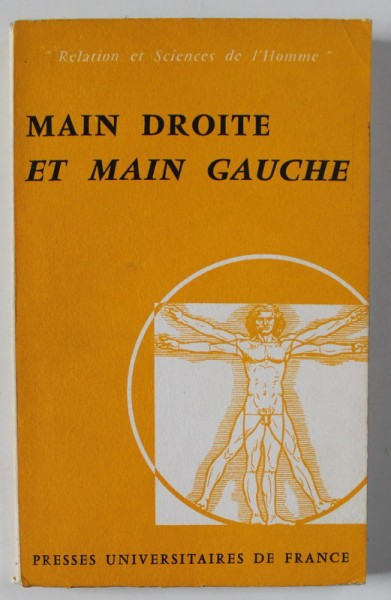 " Relation et Sciences de l'Homme "
MAIN DROITE
ET MAIN GAUCHE
PRESSES UNIVERSITAIRES DE FRANCE